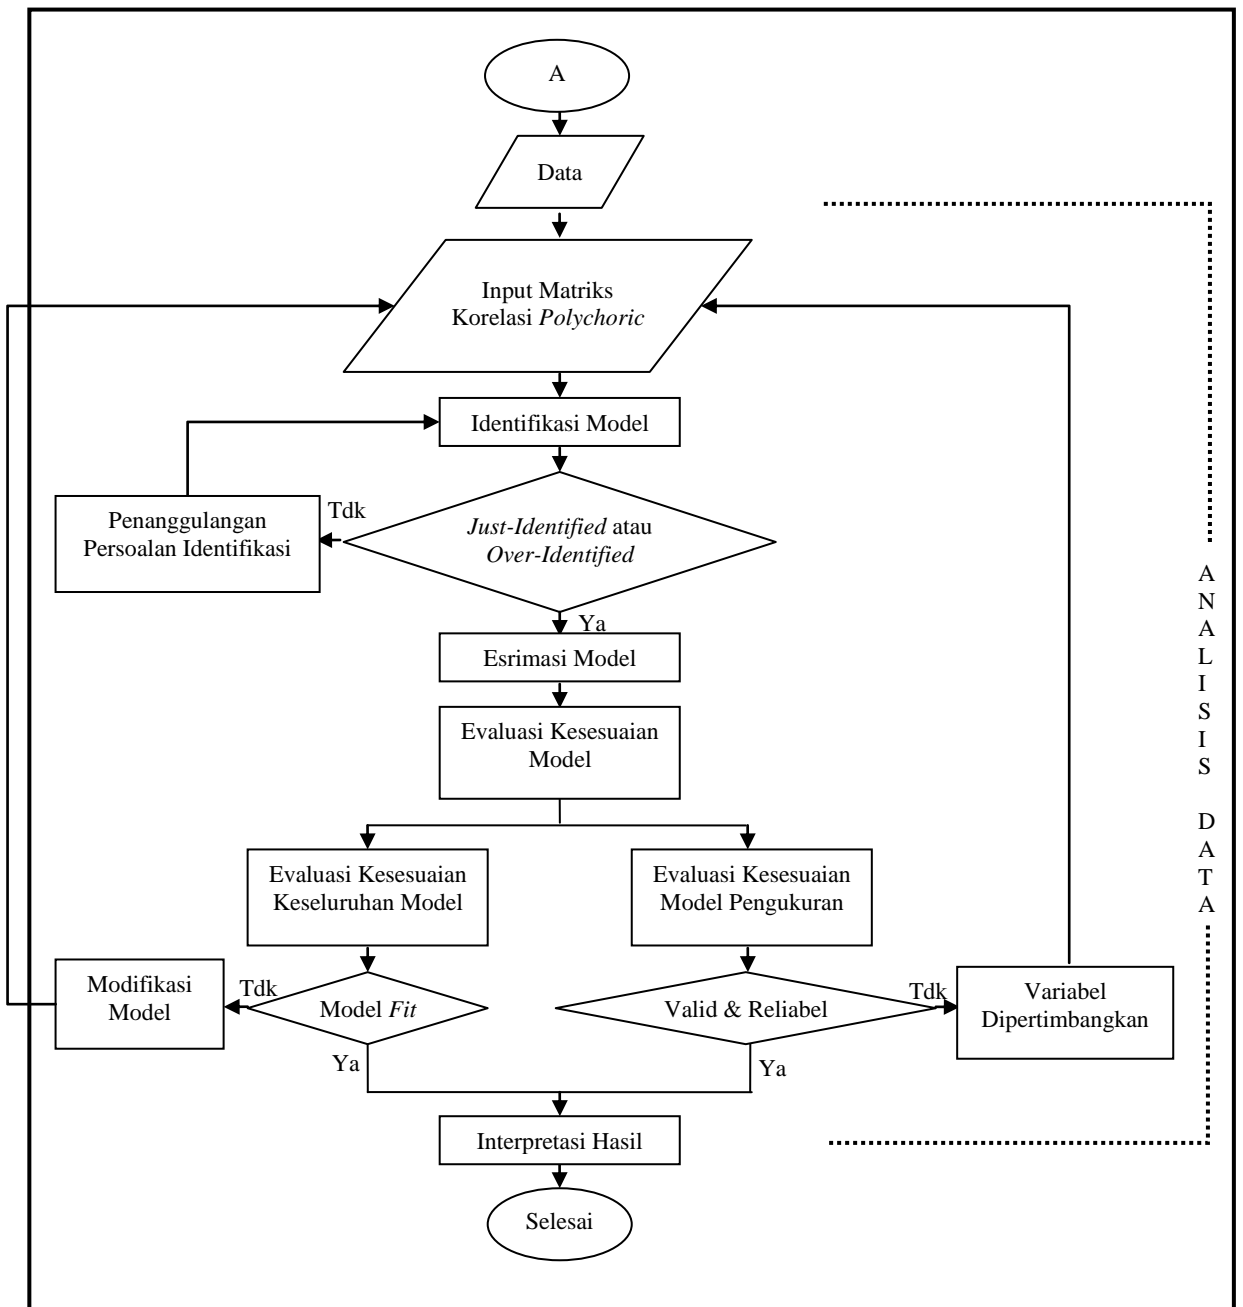 A
Data
Input Matriks
Korelasi Polychoric
Identifikasi Model
Penanggulangan
Persoalan Identifikasi
Tdk
Just-Identified atau
Over-Identified
Ya
Esrimasi Model
Evaluasi Kesesuaian
Model
Evaluasi Kesesuaian
Keseluruhan Model
Evaluasi Kesesuaian
Model Pengukuran
Modifikasi
Model
Tdk
Model Fit
Valid & Reliabel
Tdk
Variabel
Dipertimbangkan
Ya
Ya
Interpretasi Hasil
Selesai
A
N
A
L
I
S
I
S
D
A
T
A